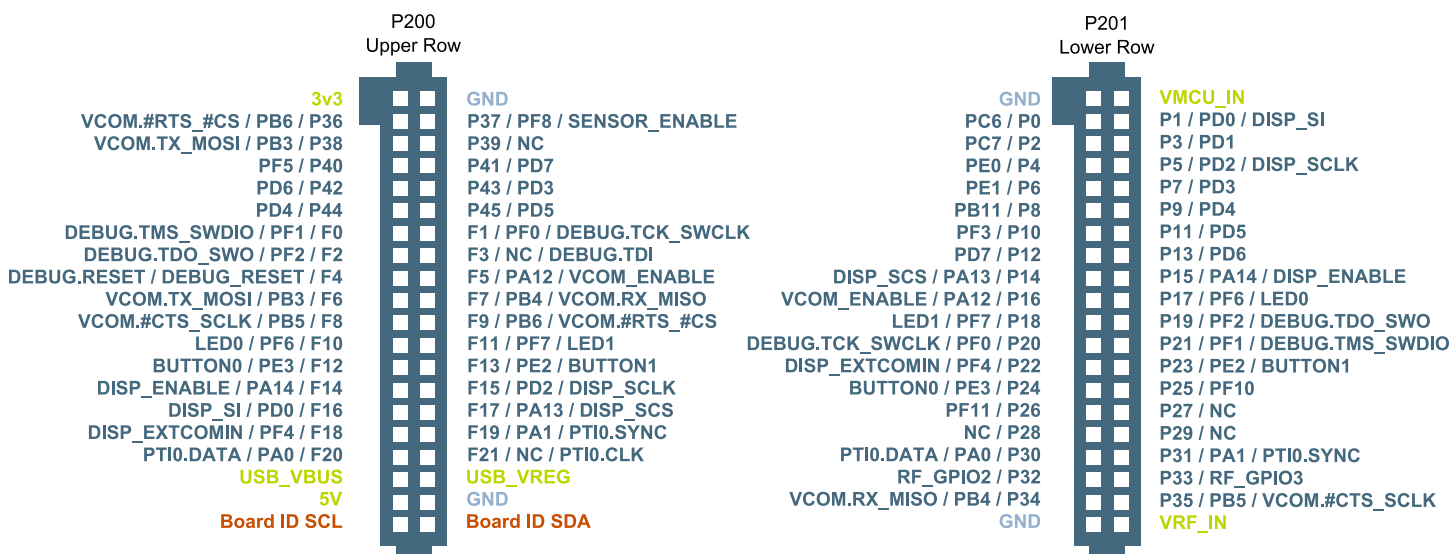 P200
Upper Row
3v3 GND
VCOM.#RTS_#CS / PB6 / P36 P37 / PF8 / SENSOR_ENABLE
VCOM.TX_MOSI / PB3 / P38 P39 / NC
PF5 / P40 P41 / PD7
PD6 / P42 P43 / PD3
PD4 / P44 P45 / PD5
DEBUG.TMS_SWDIO / PF1 / F0 F1 / PF0 / DEBUG.TCK_SWCLK
DEBUG.TDO_SWO / PF2 / F2 F3 / NC / DEBUG.TDI
DEBUG.RESET / DEBUG_RESET / F4 F5 / PA12 / VCOM_ENABLE
VCOM.TX_MOSI / PB3 / F6 F7 / PB4 / VCOM.RX_MISO
VCOM.#CTS_SCLK / PB5 / F8 F9 / PB6 / VCOM.#RTS_#CS
LED0 / PF6 / F10 F11 / PF7 / LED1
BUTTON0 / PE3 / F12 F13 / PE2 / BUTTON1
DISP_ENABLE / PA14 / F14 F15 / PD2 / DISP_SCLK
DISP_SI / PD0 / F16 F17 / PA13 / DISP_SCS
DISP_EXTCOMIN / PF4 / F18 F19 / PA1 / PTI0.SYNC
PTI0.DATA / PA0 / F20 F21 / NC / PTI0.CLK
USB_VBUS USB_VREG
5V GND
Board ID SCL Board ID SDA
P201
Lower Row
GND VMCU_IN
PC6 / P0 P1 / PD0 / DISP_SI
PC7 / P2 P3 / PD1
PE0 / P4 P5 / PD2 / DISP_SCLK
PE1 / P6 P7 / PD3
PB11 / P8 P9 / PD4
PF3 / P10 P11 / PD5
PD7 / P12 P13 / PD6
DISP_SCS / PA13 / P14 P15 / PA14 / DISP_ENABLE
VCOM_ENABLE / PA12 / P16 P17 / PF6 / LED0
LED1 / PF7 / P18 P19 / PF2 / DEBUG.TDO_SWO
DEBUG.TCK_SWCLK / PF0 / P20 P21 / PF1 / DEBUG.TMS_SWDIO
DISP_EXTCOMIN / PF4 / P22 P23 / PE2 / BUTTON1
BUTTON0 / PE3 / P24 P25 / PF10
PF11 / P26 P27 / NC
NC / P28 P29 / NC
PTI0.DATA / PA0 / P30 P31 / PA1 / PTI0.SYNC
RF_GPIO2 / P32 P33 / RF_GPIO3
VCOM.RX_MISO / PB4 / P34 P35 / PB5 / VCOM.#CTS_SCLK
GND VRF_IN